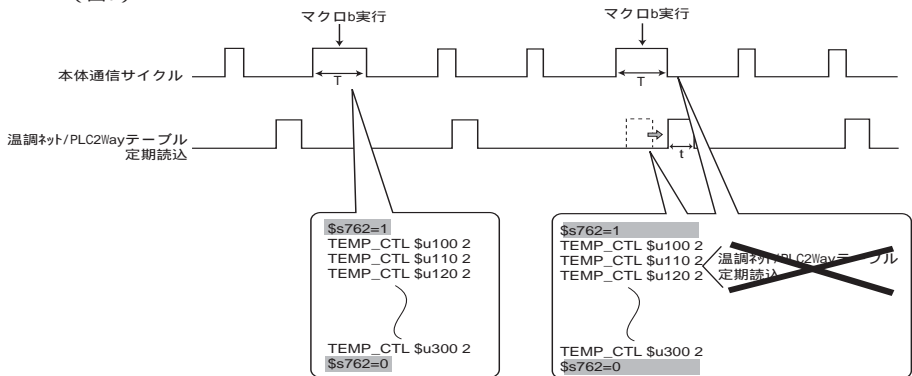 マクロb実行
マクロb実行
本体通信サイクル
T
T
温調ネット/PLC2Wayテーブル
定期読込
t
$s762=1
TEMP_CTL $u100 2
TEMP_CTL $u110 2
TEMP_CTL $u120 2
TEMP_CTL $u300 2
$s762=0
$s762=1
TEMP_CTL $u100 2
TEMP_CTL $u110 2
TEMP_CTL $u120 2
温調ネット/PLC2Wayテーブル
定期読込
TEMP_CTL $u300 2
$s762=0